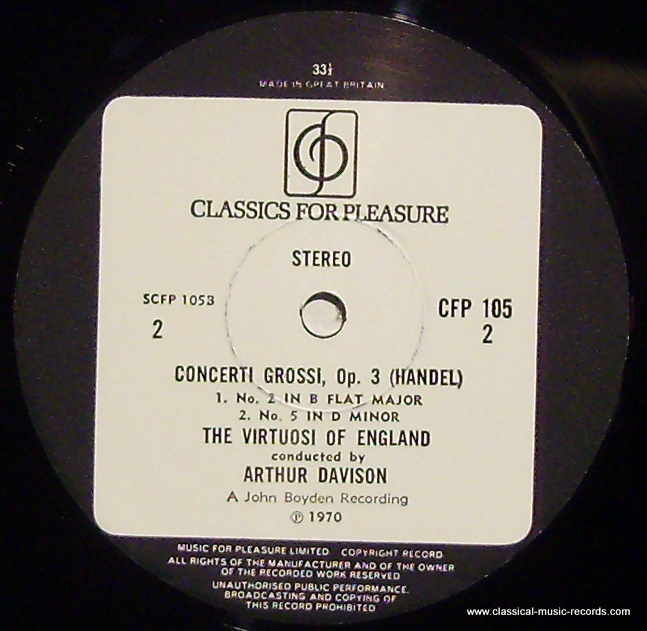 33⅓
MADE IN GREAT BRITAIN
CLASSICS FOR PLEASURE
STEREO
SCFP 1053
2
CFP 105
2
CONCERTI GROSSI, Op. 3 (HANDEL)
1. No. 2 IN B FLAT MAJOR
2. No. 5 IN D MINOR
THE VIRTUOSI OF ENGLAND
conducted by
ARTHUR DAVISON
A John Boyden Recording
℗ 1970
MUSIC FOR PLEASURE LIMITED COPYRIGHT RECORD
ALL RIGHTS OF THE MANUFACTURER AND OF THE OWNER
OF THE RECORDED WORK RESERVED
UNAUTHORISED PUBLIC PERFORMANCE.
BROADCASTING AND COPYING OF
THIS RECORD PROHIBITED
www.classical-music-records.com